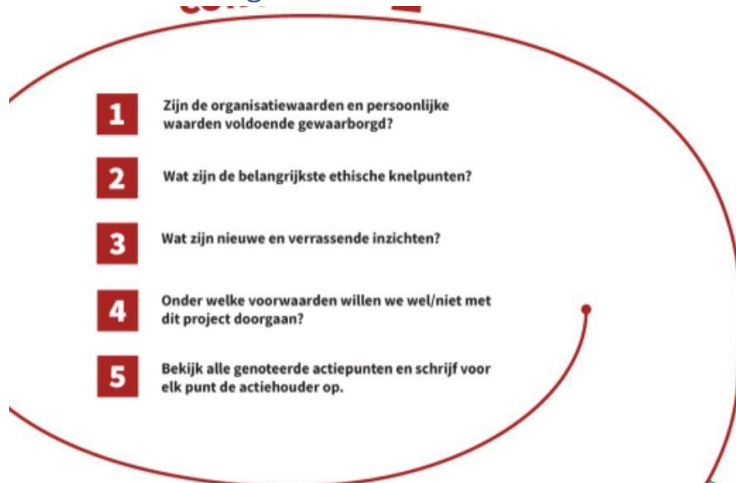 1
Zijn de organisatiewaarden en persoonlijke
waarden voldoende gewaarborgd?
2
Wat zijn de belangrijkste ethische knelpunten?
3
Wat zijn nieuwe en verrassende inzichten?
4
Onder welke voorwaarden willen we wel/niet met
dit project doorgaan?
5
Bekijk alle genoteerde actiepunten en schrijf voor
elk punt de actiehouder op.